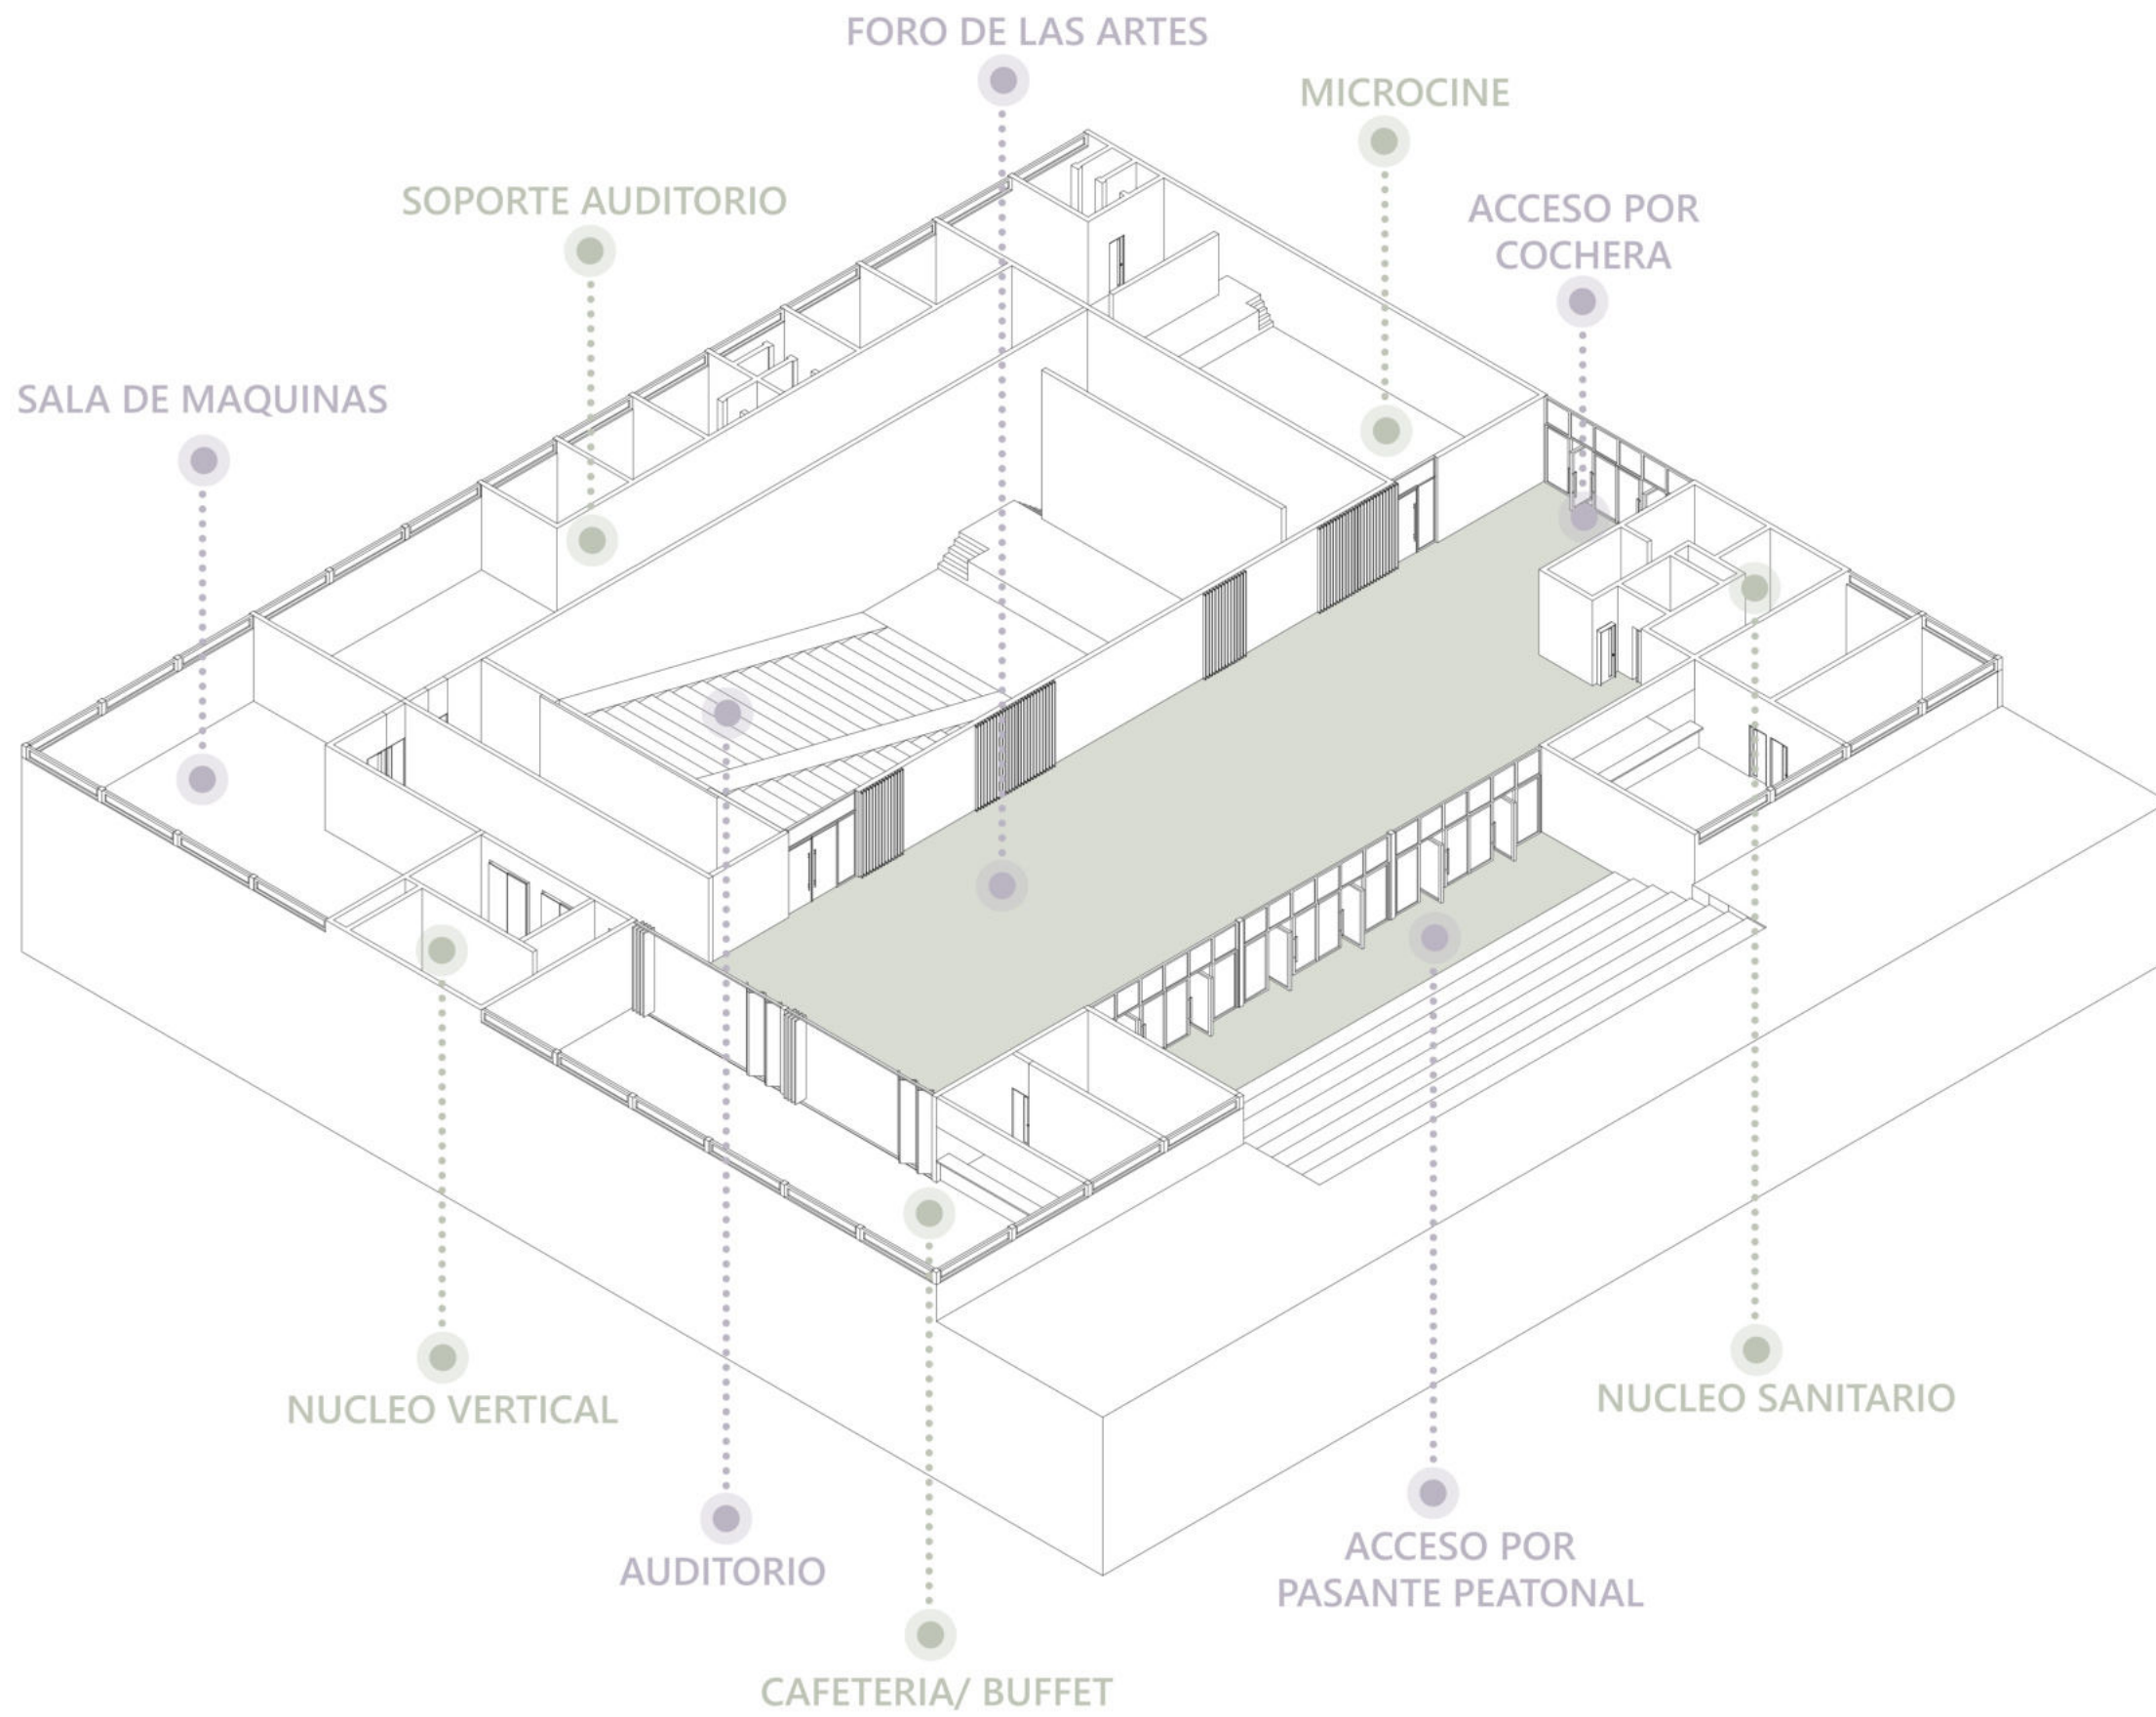 FORO DE LAS ARTES
MICROCINE
SOPORTE AUDITORIO
ACCESO POR
COCHERA
SALA DE MAQUINAS
NUCLEO VERTICAL
NUCLEO SANITARIO
AUDITORIO
ACCESO POR
PASANTE PEATONAL
CAFETERIA/ BUFFET